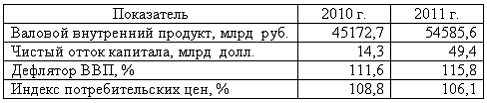 Показатель 2010 г. 2011 г.
Валовой внутренний продукт, млрд руб. 45172,7 54585,6
Чистый отток капитала, млрд долл. 14,3 49,4
Дефлятор ВВП, % 111,6 115,8
Индекс потребительских цен, % 108,8 106,1